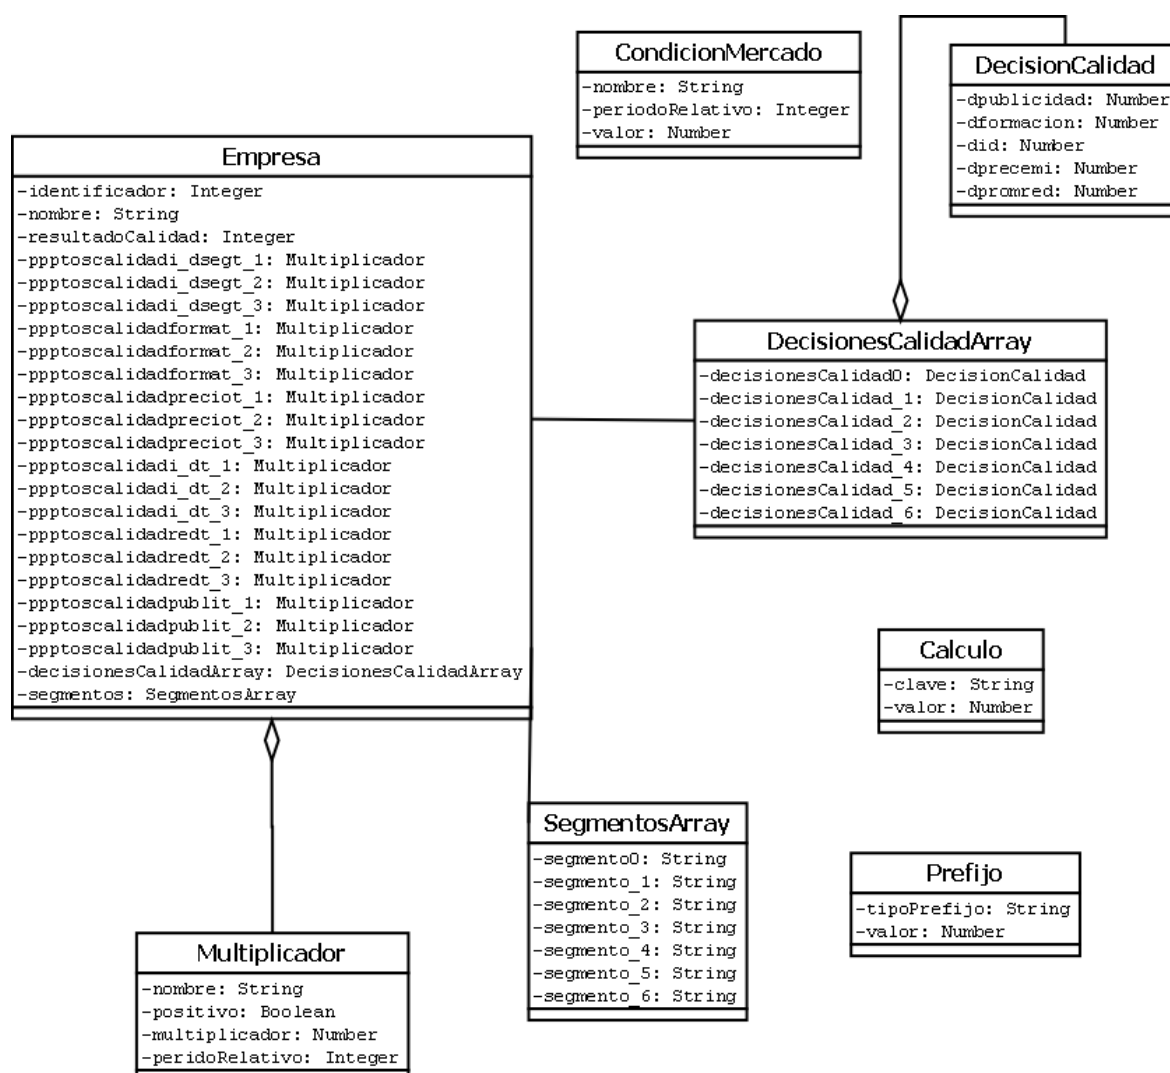 CondicionMercado
-nombre: String
-periodoRelativo: Integer
-valor: Number
DecisionCalidad
-dpublicidad: Number
-dformacion: Number
-did: Number
-dprecemi: Number
-dpromred: Number
Empresa
-identificador: Integer
-nombre: String
-resultadoCalidad: Integer
-ppptoscalidadi_dsegt_1: Multiplicador
-ppptoscalidadi_dsegt_2: Multiplicador
-ppptoscalidadi_dsegt_3: Multiplicador
-ppptoscalidadformat_1: Multiplicador
-ppptoscalidadformat_2: Multiplicador
-ppptoscalidadformat_3: Multiplicador
-ppptoscalidadpreciot_1: Multiplicador
-ppptoscalidadpreciot_2: Multiplicador
-ppptoscalidadpreciot_3: Multiplicador
-ppptoscalidadi_dt_1: Multiplicador
-ppptoscalidadi_dt_2: Multiplicador
-ppptoscalidadi_dt_3: Multiplicador
-ppptoscalidadredt_1: Multiplicador
-ppptoscalidadredt_2: Multiplicador
-ppptoscalidadredt_3: Multiplicador
-ppptoscalidadpublit_1: Multiplicador
-ppptoscalidadpublit_2: Multiplicador
-ppptoscalidadpublit_3: Multiplicador
-decisionesCalidadArray: DecisionesCalidadArray
-segmentos: SegmentosArray
DecisionesCalidadArray
-decisionesCalidad0: DecisionCalidad
-decisionesCalidad_1: DecisionCalidad
-decisionesCalidad_2: DecisionCalidad
-decisionesCalidad_3: DecisionCalidad
-decisionesCalidad_4: DecisionCalidad
-decisionesCalidad_5: DecisionCalidad
-decisionesCalidad_6: DecisionCalidad
Calculo
-clave: String
-valor: Number
SegmentosArray
-segmento0: String
-segmento_1: String
-segmento_2: String
-segmento_3: String
-segmento_4: String
-segmento_5: String
-segmento_6: String
Prefijo
-tipoPrefijo: String
-valor: Number
Multiplicador
-nombre: String
-positivo: Boolean
-multiplicador: Number
-peridoRelativo: Integer